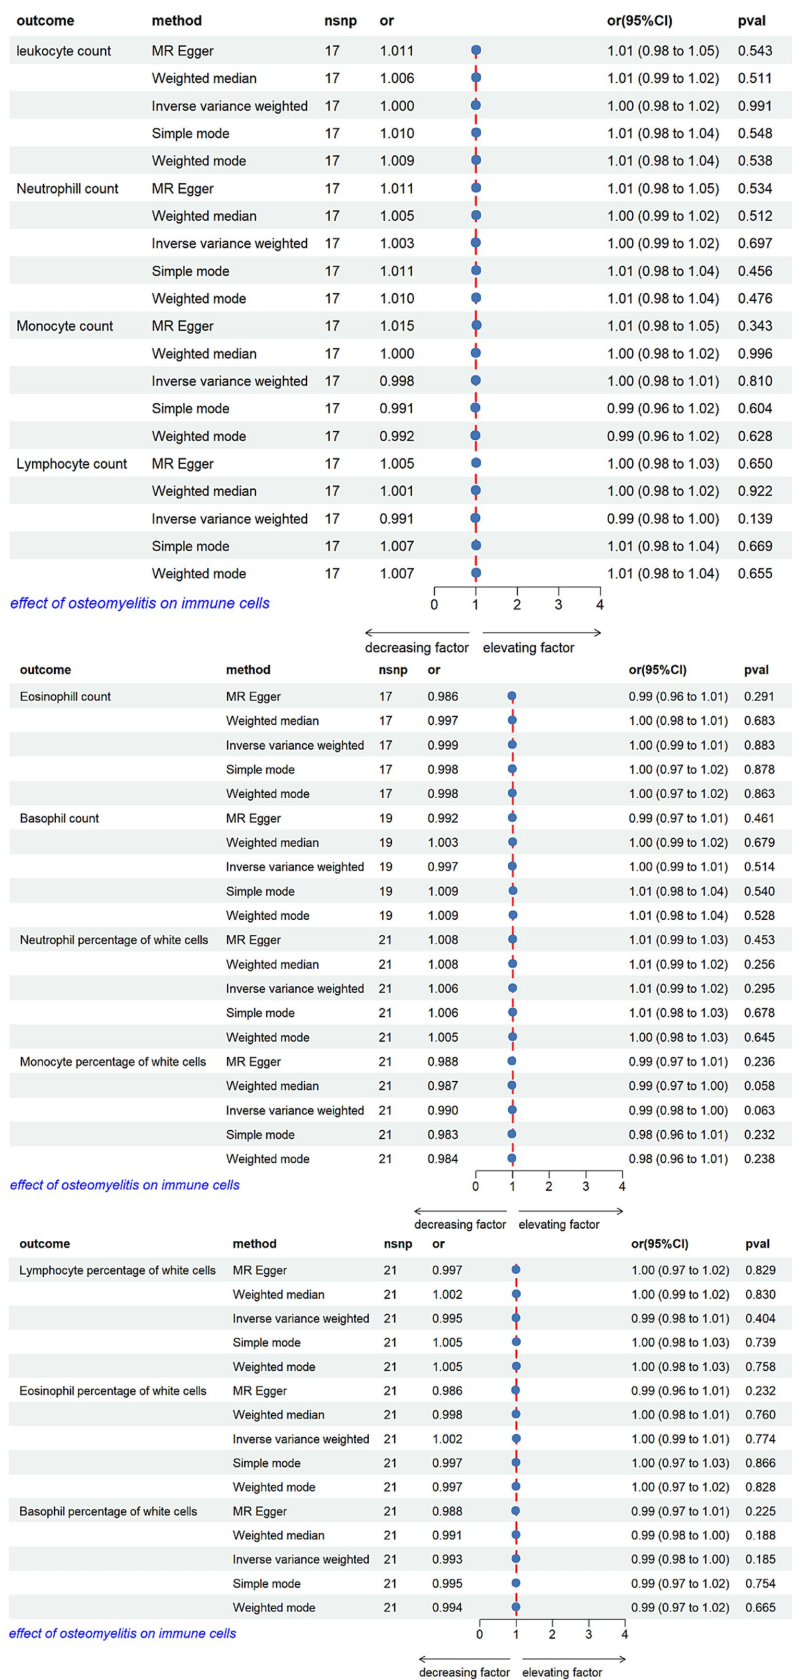 outcome method nsnp or or(95%CI) pval
leukocyte count MR Egger 17 1.011 1.01 (0.98 to 1.05) 0.543
Weighted median 17 1.006 1.01 (0.99 to 1.02) 0.511
Inverse variance weighted 17 1.000 1.00 (0.98 to 1.02) 0.991
Simple mode 17 1.010 1.01 (0.98 to 1.04) 0.548
Weighted mode 17 1.009 1.01 (0.98 to 1.04) 0.538
Neutrophill count MR Egger 17 1.011 1.01 (0.98 to 1.05) 0.534
Weighted median 17 1.005 1.00 (0.99 to 1.02) 0.512
Inverse variance weighted 17 1.003 1.00 (0.99 to 1.02) 0.697
Simple mode 17 1.011 1.01 (0.98 to 1.04) 0.456
Weighted mode 17 1.010 1.01 (0.98 to 1.04) 0.476
Monocyte count MR Egger 17 1.015 1.01 (0.98 to 1.05) 0.343
Weighted median 17 1.000 1.00 (0.98 to 1.02) 0.996
Inverse variance weighted 17 0.998 1.00 (0.98 to 1.01) 0.810
Simple mode 17 0.991 0.99 (0.96 to 1.02) 0.604
Weighted mode 17 0.992 0.99 (0.96 to 1.02) 0.628
Lymphocyte count MR Egger 17 1.005 1.00 (0.98 to 1.03) 0.650
Weighted median 17 1.001 1.00 (0.98 to 1.02) 0.922
Inverse variance weighted 17 0.991 0.99 (0.98 to 1.00) 0.139
Simple mode 17 1.007 1.01 (0.98 to 1.04) 0.669
Weighted mode 17 1.007 1.01 (0.98 to 1.04) 0.655
effect of osteomyelitis on immune cells 0 1 2 3 4
decreasing factor elevating factor
outcome method nsnp or or(95%CI) pval
Eosinophill count MR Egger 17 0.986 0.99 (0.96 to 1.01) 0.291
Weighted median 17 0.997 1.00 (0.98 to 1.01) 0.683
Inverse variance weighted 17 0.999 1.00 (0.99 to 1.01) 0.883
Simple mode 17 0.998 1.00 (0.97 to 1.02) 0.878
Weighted mode 17 0.998 1.00 (0.97 to 1.02) 0.863
Basophil count MR Egger 19 0.992 0.99 (0.97 to 1.01) 0.461
Weighted median 19 1.003 1.00 (0.99 to 1.02) 0.679
Inverse variance weighted 19 0.997 1.00 (0.99 to 1.01) 0.514
Simple mode 19 1.009 1.01 (0.98 to 1.04) 0.540
Weighted mode 19 1.009 1.01 (0.98 to 1.04) 0.528
Neutrophil percentage of white cells MR Egger 21 1.008 1.01 (0.99 to 1.03) 0.453
Weighted median 21 1.008 1.01 (0.99 to 1.02) 0.256
Inverse variance weighted 21 1.006 1.01 (0.99 to 1.02) 0.295
Simple mode 21 1.006 1.01 (0.98 to 1.03) 0.678
Weighted mode 21 1.005 1.00 (0.98 to 1.03) 0.645
Monocyte percentage of white cells MR Egger 21 0.988 0.99 (0.97 to 1.01) 0.236
Weighted median 21 0.987 0.99 (0.97 to 1.00) 0.058
Inverse variance weighted 21 0.990 0.99 (0.98 to 1.00) 0.063
Simple mode 21 0.983 0.98 (0.96 to 1.01) 0.232
Weighted mode 21 0.984 0.98 (0.96 to 1.01) 0.238
effect of osteomyelitis on immune cells 0 1 2 3 4
decreasing factor elevating factor
outcome method nsnp or or(95%CI) pval
Lymphocyte percentage of white cells MR Egger 21 0.997 1.00 (0.97 to 1.02) 0.829
Weighted median 21 1.002 1.00 (0.99 to 1.02) 0.830
Inverse variance weighted 21 0.995 0.99 (0.98 to 1.01) 0.404
Simple mode 21 1.005 1.00 (0.98 to 1.03) 0.739
Weighted mode 21 1.005 1.00 (0.98 to 1.03) 0.758
Eosinophil percentage of white cells MR Egger 21 0.986 0.99 (0.96 to 1.01) 0.232
Weighted median 21 0.998 1.00 (0.98 to 1.01) 0.760
Inverse variance weighted 21 1.002 1.00 (0.99 to 1.01) 0.774
Simple mode 21 0.997 1.00 (0.97 to 1.03) 0.866
Weighted mode 21 0.997 1.00 (0.97 to 1.02) 0.828
Basophil percentage of white cells MR Egger 21 0.988 0.99 (0.97 to 1.01) 0.225
Weighted median 21 0.991 0.99 (0.98 to 1.00) 0.188
Inverse variance weighted 21 0.993 0.99 (0.98 to 1.00) 0.185
Simple mode 21 0.995 0.99 (0.97 to 1.02) 0.754
Weighted mode 21 0.994 0.99 (0.97 to 1.02) 0.665
effect of osteomyelitis on immune cells 0 1 2 3 4
decreasing factor elevating factor